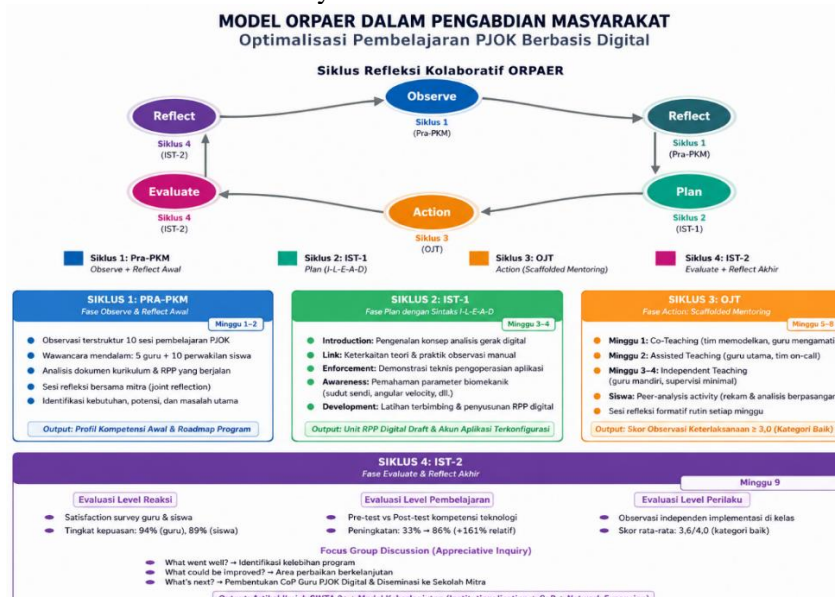 MODEL ORPAER DALAM PENGABDIAN MASYARAKAT
Optimalisasi Pembelajaran PJOK Berbasis Digital
Siklus Refleksi Kolaboratif ORPAER
Observe
Siklus 1
(Pra-PKM)
Reflect
Siklus 1
(Pra-PKM)
Plan
Siklus 2
(IST-1)
Action
Siklus 3
(OJT)
Evaluate
Siklus 4
(IST-2)
Reflect
Siklus 4
(IST-2)
Siklus 1: Pra-PKM
Observe + Reflect Awal
Siklus 2: IST-1
Plan (I-L-E-A-D)
Siklus 3: OJT
Action (Scaffolded Mentoring)
Siklus 4: IST-2
Evaluate + Reflect Akhir
SIKLUS 1: PRA-PKM
Fase Observe & Reflect Awal
Minggu 1–2
Observasi terstruktur 10 sesi pembelajaran PJOK
Wawancara mendalam: 5 guru + 10 perwakilan siswa
Analisis dokumen kurikulum & RPP yang berjalan
Sesi refleksi bersama mitra (joint reflection)
Identifikasi kebutuhan, potensi, dan masalah utama
Output: Profil Kompetensi Awal & Roadmap Program
SIKLUS 2: IST-1
Fase Plan dengan Sintaks I-L-E-A-D
Minggu 3–4
Introduction: Pengenalan konsep analisis gerak digital
Link: Keterkaitan teori & praktik observasi manual
Enforcement: Demonstrasi teknis pengoperasian aplikasi
Awareness: Pemahaman parameter biomekanik
(sudut sendi, angular velocity, dll.)
Development: Latihan terbimbing & penyusunan RPP digital
Output: Unit RPP Digital Draft & Akun Aplikasi Terkonfigurasi
SIKLUS 3: OJT
Fase Action: Scaffolded Mentoring
Minggu 5–8
Minggu 1: Co-Teaching (tim memodelkan, guru mengamati
Minggu 2: Assisted Teaching (guru utama, tim on-call)
Minggu 3–4: Independent Teaching
(guru mandiri, supervisi minimal)
Siswa: Peer-analysis activity (rekam & analisis berpasangan
Sesi refleksi formatif rutin setiap minggu
Output: Skor Observasi Keterlaksanaan ≥ 3,0 (Kategori Baik)
SIKLUS 4: IST-2
Fase Evaluate & Reflect Akhir
Minggu 9
Evaluasi Level Reaksi
Satisfaction survey guru & siswa
Tingkat kepuasan: 94% (guru), 89% (siswa)
Evaluasi Level Pembelajaran
Pre-test vs Post-test kompetensi teknologi
Peningkatan: 33% → 86% (+161% relatif)
Evaluasi Level Perilaku
Observasi independen implementasi di kelas
Skor rata-rata: 3,6/4,0 (kategori baik)
Focus Group Discussion (Appreciative Inquiry)
What went well? → Identifikasi kelebihan program
What could be improved? → Area perbaikan berkelanjutan
What's next? → Pembentukan CoP Guru PJOK Digital & Diseminasi ke Sekolah Mitra